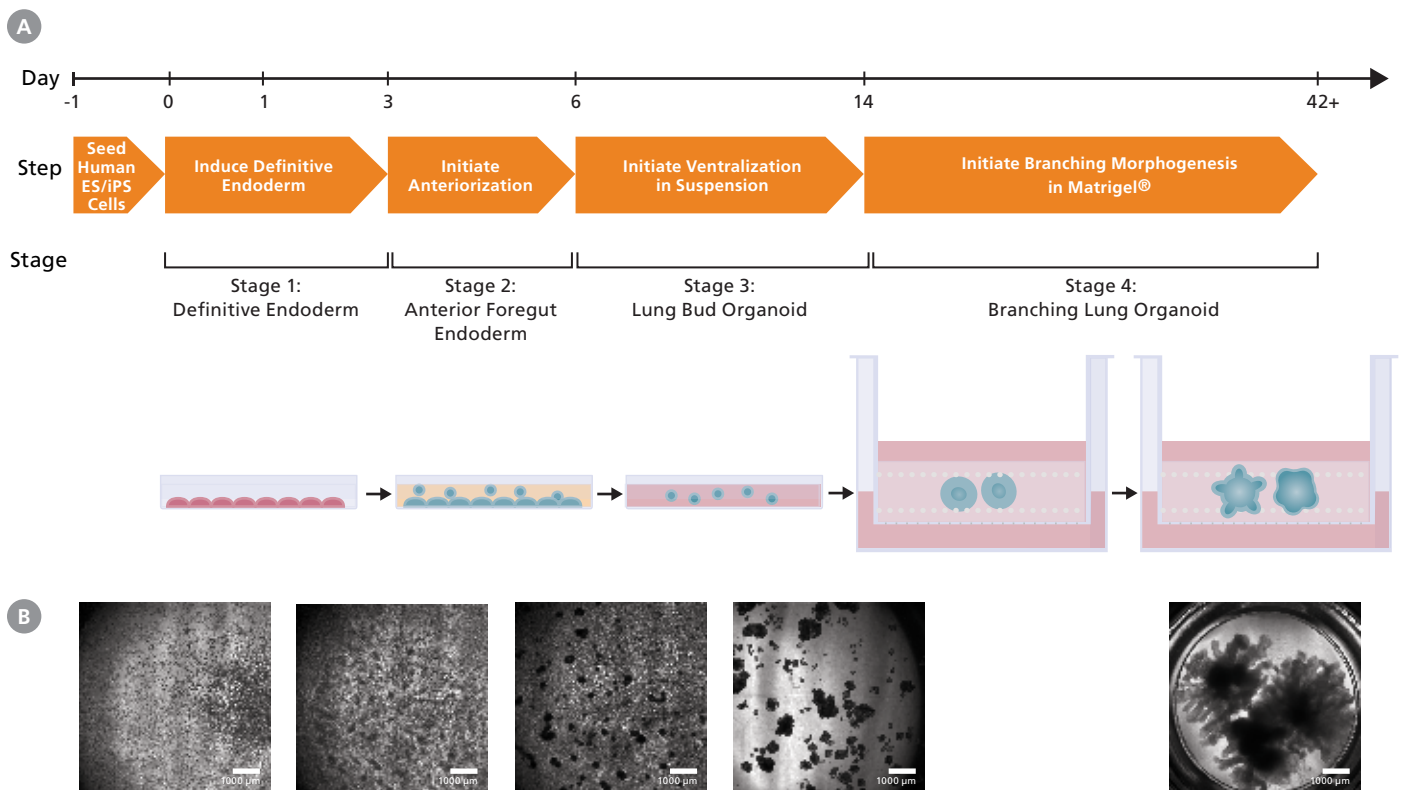 A
Day
-1 0 1 3 6 14 42+
Step
Seed
Human
ES/iPS
Cells
Induce Definitive
Endoderm
Initiate
Anteriorization
Initiate Ventralization
in Suspension
Initiate Branching Morphogenesis
in Matrigel®
Stage
Stage 1:
Definitive Endoderm
Stage 2:
Anterior Foregut
Endoderm
Stage 3:
Lung Bud Organoid
Stage 4:
Branching Lung Organoid
B
1000 µm
1000 µm
1000 µm
1000 µm
1000 µm